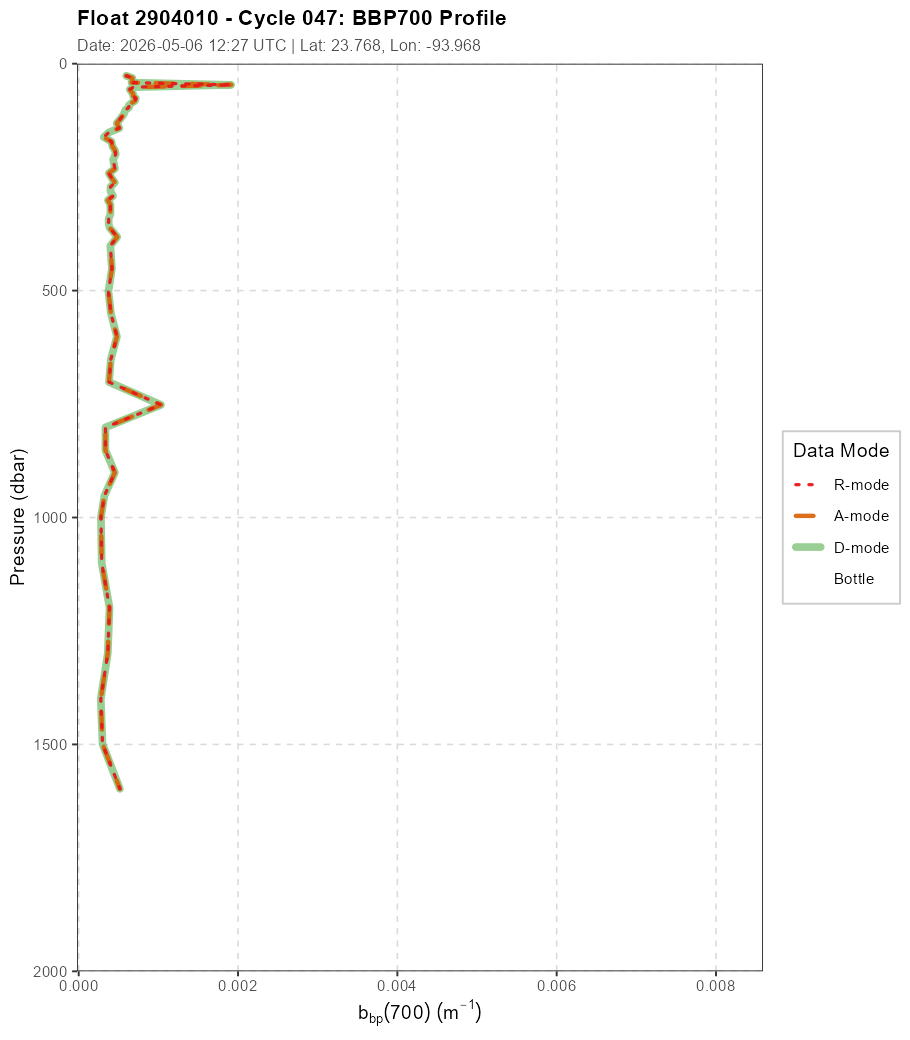 Float 2904010 - Cycle 047: BBP700 Profile
Date: 2026-05-06 12:27 UTC | Lat: 23.768, Lon: -93.968
0
500
1000
1500
2000
Pressure (dbar)
0.000 0.002 0.004 0.006 0.008
b_bp(700) (m⁻¹)
Data Mode
R-mode
A-mode
D-mode
Bottle